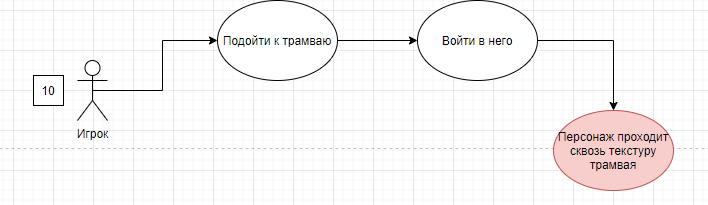 Подойти к трамваю
Войти в него
10
Игрок
Персонаж проходит
сквозь текстуру
трамвая